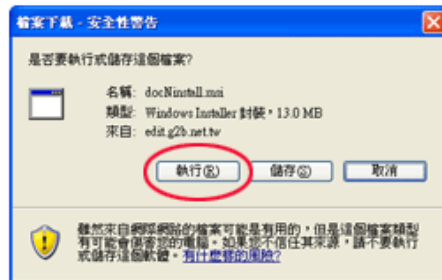 檔案下載 - 安全性警告
是否要執行或儲存這個檔案?
名稱: docNinstall.msi
類型: Windows Installer 封裝，13.0 MB
來自: edit.g2b.net.tw
執行(R)
儲存(S)
取消
雖然來自網際網路的檔案可能是有用的，但是這個檔案類型
有可能會傷害您的電腦。如果您不信任其來源，請不要執行
或儲存這個軟體。有什麼樣的風險?